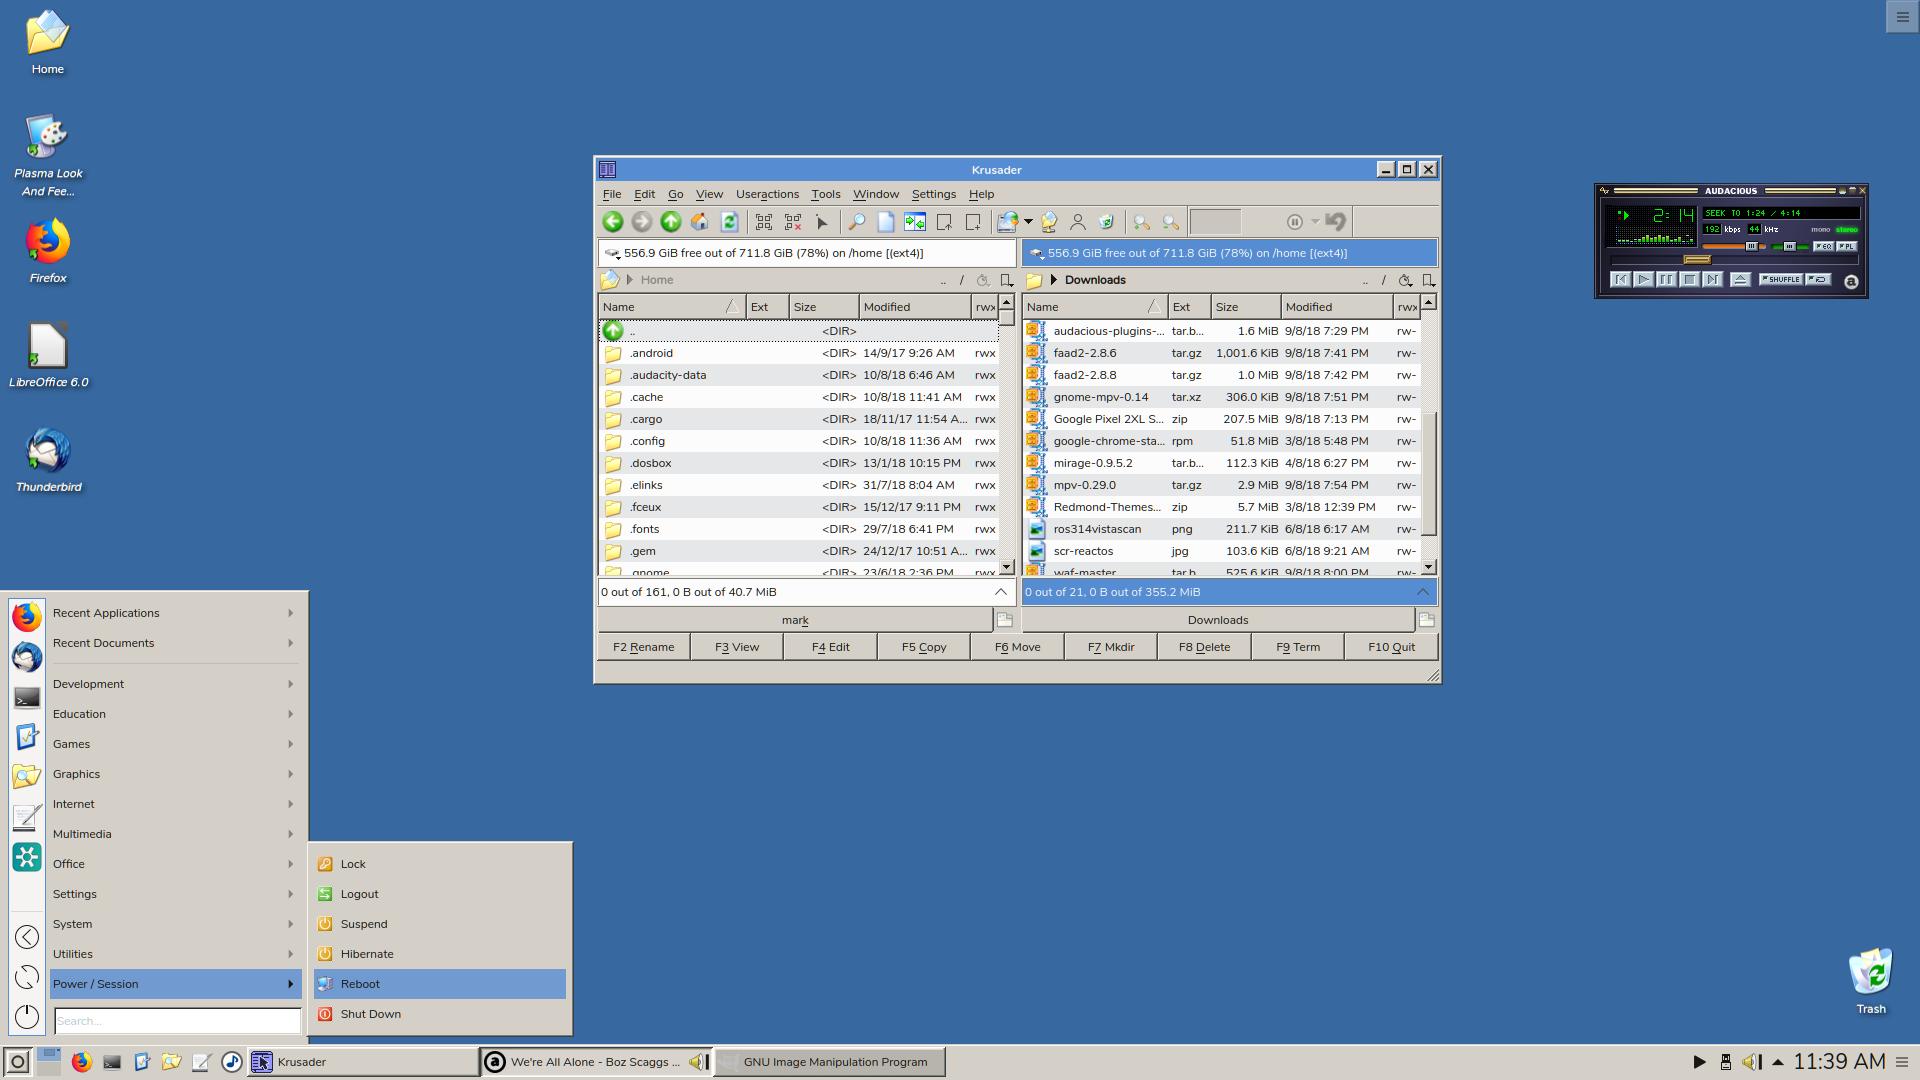 Home
Plasma Look
And Fee...
Firefox
LibreOffice 6.0
Thunderbird
Krusader
File Edit Go View Useractions Tools Window Settings Help
556.9 GiB free out of 711.8 GiB (78%) on /home [(ext4)]
556.9 GiB free out of 711.8 GiB (78%) on /home [(ext4)]
Home .. /
Downloads .. /
Name Ext Size Modified rwx
.. <DIR>
.android <DIR> 14/9/17 9:26 AM rwx
.audacity-data <DIR> 10/8/18 6:46 AM rwx
.cache <DIR> 10/8/18 11:41 AM rwx
.cargo <DIR> 18/11/17 11:54 A... rwx
.config <DIR> 10/8/18 11:36 AM rwx
.dosbox <DIR> 13/1/18 10:15 PM rwx
.elinks <DIR> 31/7/18 8:04 AM rwx
.fceux <DIR> 15/12/17 9:11 PM rwx
.fonts <DIR> 29/7/18 6:41 PM rwx
.gem <DIR> 24/12/17 10:51 A... rwx
.gnome <DIR> 23/6/18 2:36 PM rwx
Name Ext Size Modified rwx
audacious-plugins-... tar.b... 1.6 MiB 9/8/18 7:29 PM rw-
faad2-2.8.6 tar.gz 1,001.6 KiB 9/8/18 7:41 PM rw-
faad2-2.8.8 tar.gz 1.0 MiB 9/8/18 7:42 PM rw-
gnome-mpv-0.14 tar.xz 306.0 KiB 9/8/18 7:51 PM rw-
Google Pixel 2XL S... zip 207.5 MiB 9/8/18 7:13 PM rw-
google-chrome-sta... rpm 51.8 MiB 3/8/18 5:48 PM rw-
mirage-0.9.5.2 tar.b... 112.3 KiB 4/8/18 6:27 PM rw-
mpv-0.29.0 tar.gz 2.9 MiB 9/8/18 7:54 PM rw-
Redmond-Themes... zip 5.7 MiB 3/8/18 12:39 PM rw-
ros314vistascan png 211.7 KiB 6/8/18 6:17 AM rw-
scr-reactos jpg 103.6 KiB 6/8/18 9:21 AM rw-
waf-master tar.b... 525.6 KiB 9/8/18 8:00 PM rw-
0 out of 161, 0 B out of 40.7 MiB
0 out of 21, 0 B out of 355.2 MiB
mark
Downloads
F2 Rename F3 View F4 Edit F5 Copy F6 Move F7 Mkdir F8 Delete F9 Term F10 Quit
AUDACIOUS
2:14
SEEK TO 1:24 / 4:14
192 kbps 44 kHz mono stereo
EQ PL
SHUFFLE
Recent Applications
Recent Documents
Development
Education
Games
Graphics
Internet
Multimedia
Office
Settings
System
Utilities
Power / Session
Search...
Lock
Logout
Suspend
Hibernate
Reboot
Shut Down
Trash
Krusader
We're All Alone - Boz Scaggs ...
GNU Image Manipulation Program
11:39 AM